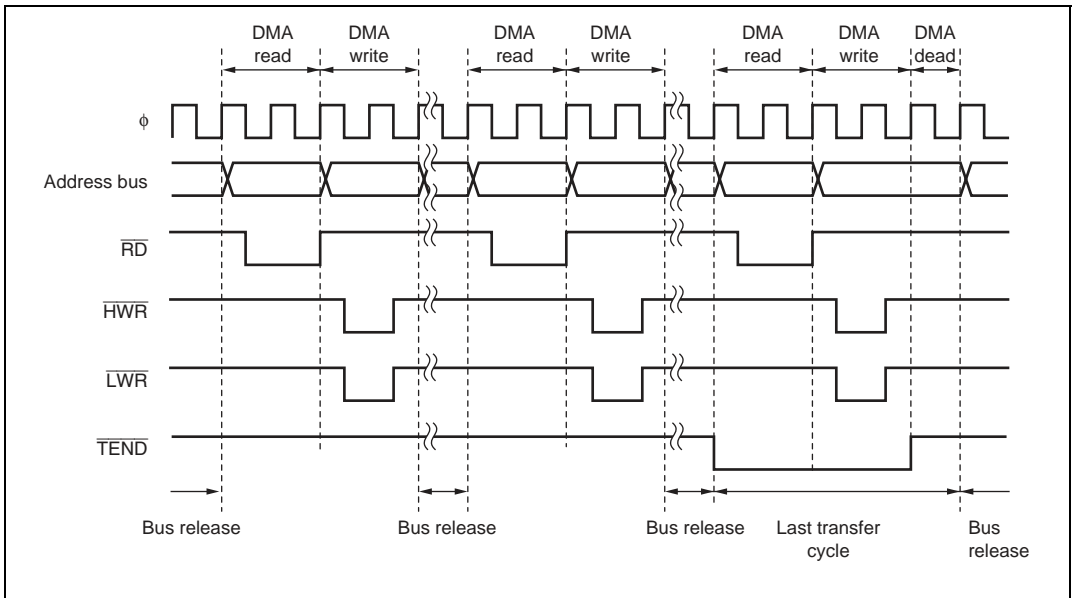 DMA read
DMA write
DMA read
DMA write
DMA read
DMA write
DMA dead
φ
Address bus
RD
HWR
LWR
TEND
Bus release
Bus release
Bus release
Last transfer cycle
Bus release